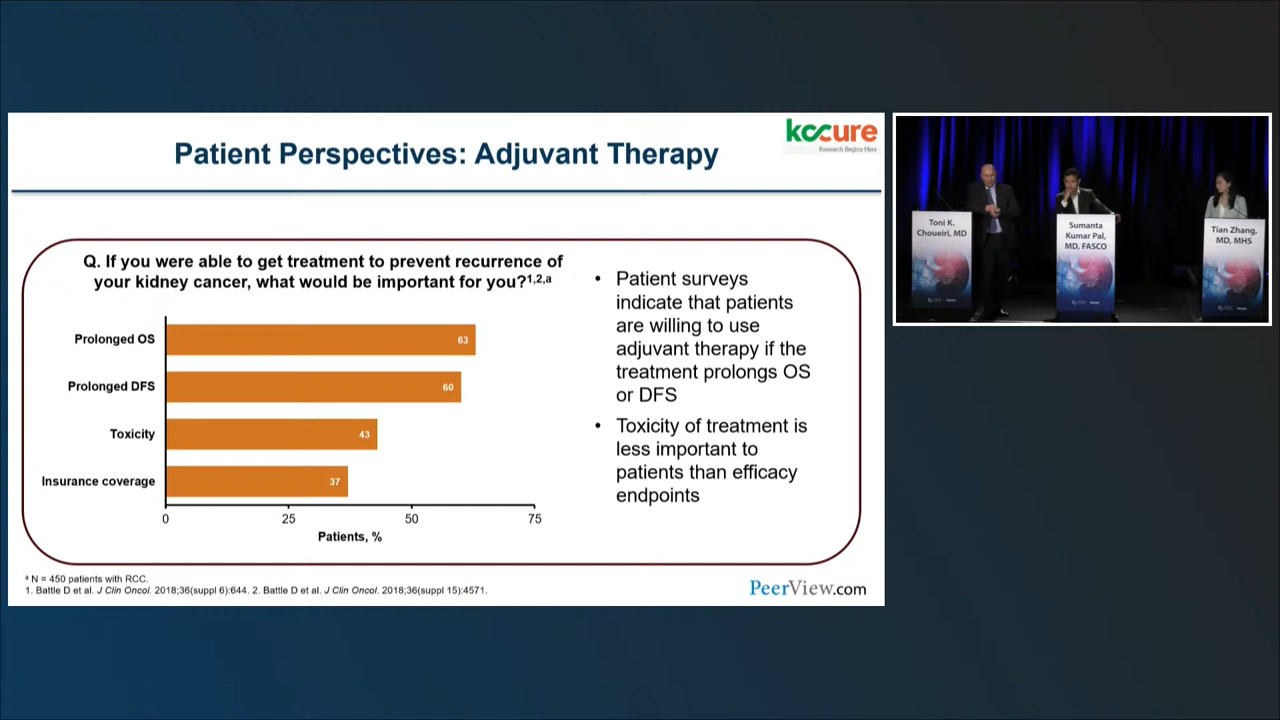 Patient Perspectives: Adjuvant Therapy
kccure
Research Begins Here
Q. If you were able to get treatment to prevent recurrence of
your kidney cancer, what would be important for you?1,2,a
Prolonged OS
63
Prolonged DFS
60
Toxicity
43
Insurance coverage
37
0
25
50
75
Patients, %
• Patient surveys
indicate that patients
are willing to use
adjuvant therapy if the
treatment prolongs OS
or DFS
• Toxicity of treatment is
less important to
patients than efficacy
endpoints
a N = 450 patients with RCC.
1. Battle D et al. J Clin Oncol. 2018;36(suppl 6):644. 2. Battle D et al. J Clin Oncol. 2018;36(suppl 15):4571.
PeerView.com
Toni K.
Choueiri, MD
Sumanta
Kumar Pal,
MD, FASCO
Tian Zhang,
MD, MHS